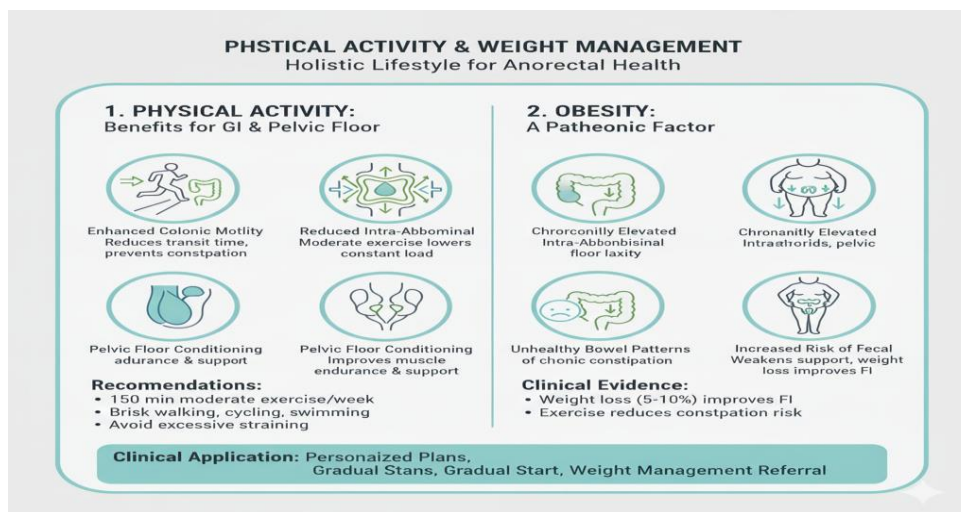 PHSTICAL ACTIVITY & WEIGHT MANAGEMENT
Holistic Lifestyle for Anorectal Health
1. PHYSICAL ACTIVITY:
Benefits for GI & Pelvic Floor
Enhanced Colonic Motlity
Reduces transit time,
prevents constpation
Reduced Intra-Abbominal
Moderate exercise lowers
constant load
Pelvic Floor Conditioning
adurance & support
Pelvic Floor Conditioning
Improves muscle
endurance & support
Recommendations:
• 150 min moderate exercise/week
• Brisk walking, cycling, swimming
• Avoid excessive straining
2. OBESITY:
A Patheonic Factor
Chrorconilly Elevated
Intra-Abbonbisinal
floor laxity
Chronanitly Elevated
Intraathorids, pelvic
Unhealthy Bowel Patterns
of chonic constipation
Increased Risk of Fecal
Weakens support, weight
loss improves FI
Clinical Evidence:
• Weight loss (5-10%) improves FI
• Exercise reduces constpation risk
Clinical Application: Personaized Plans,
Gradual Stans, Gradual Start, Weight Management Referral